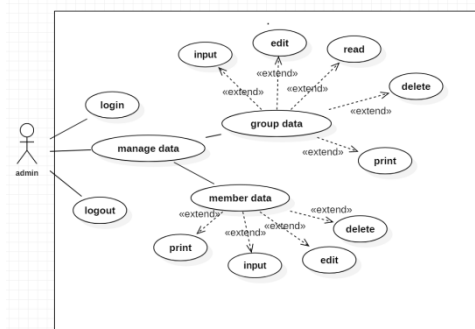 edit
input
read
«extend»
«extend»
«extend»
delete
login
«extend»
group data
manage data
«extend»
print
admin
member data
logout
«extend»
«extend»
«extend»
«extend»
delete
print
edit
input